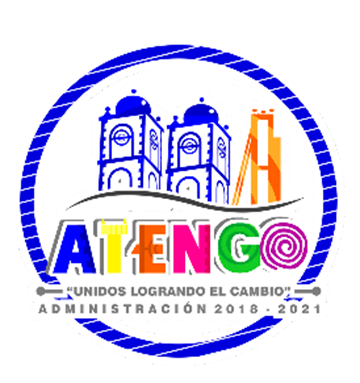 ATENGO
"UNIDOS LOGRANDO EL CAMBIO"
ADMINISTRACIÓN 2018 - 2021